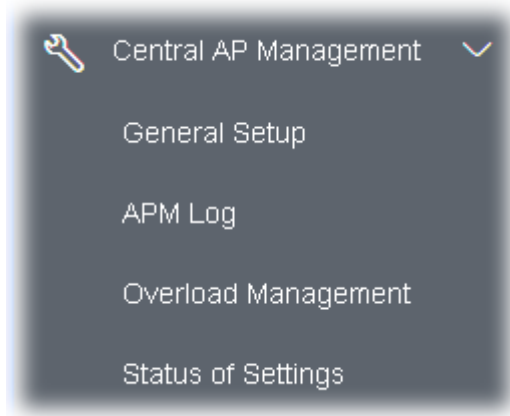 Central AP Management
General Setup
APM Log
Overload Management
Status of Settings